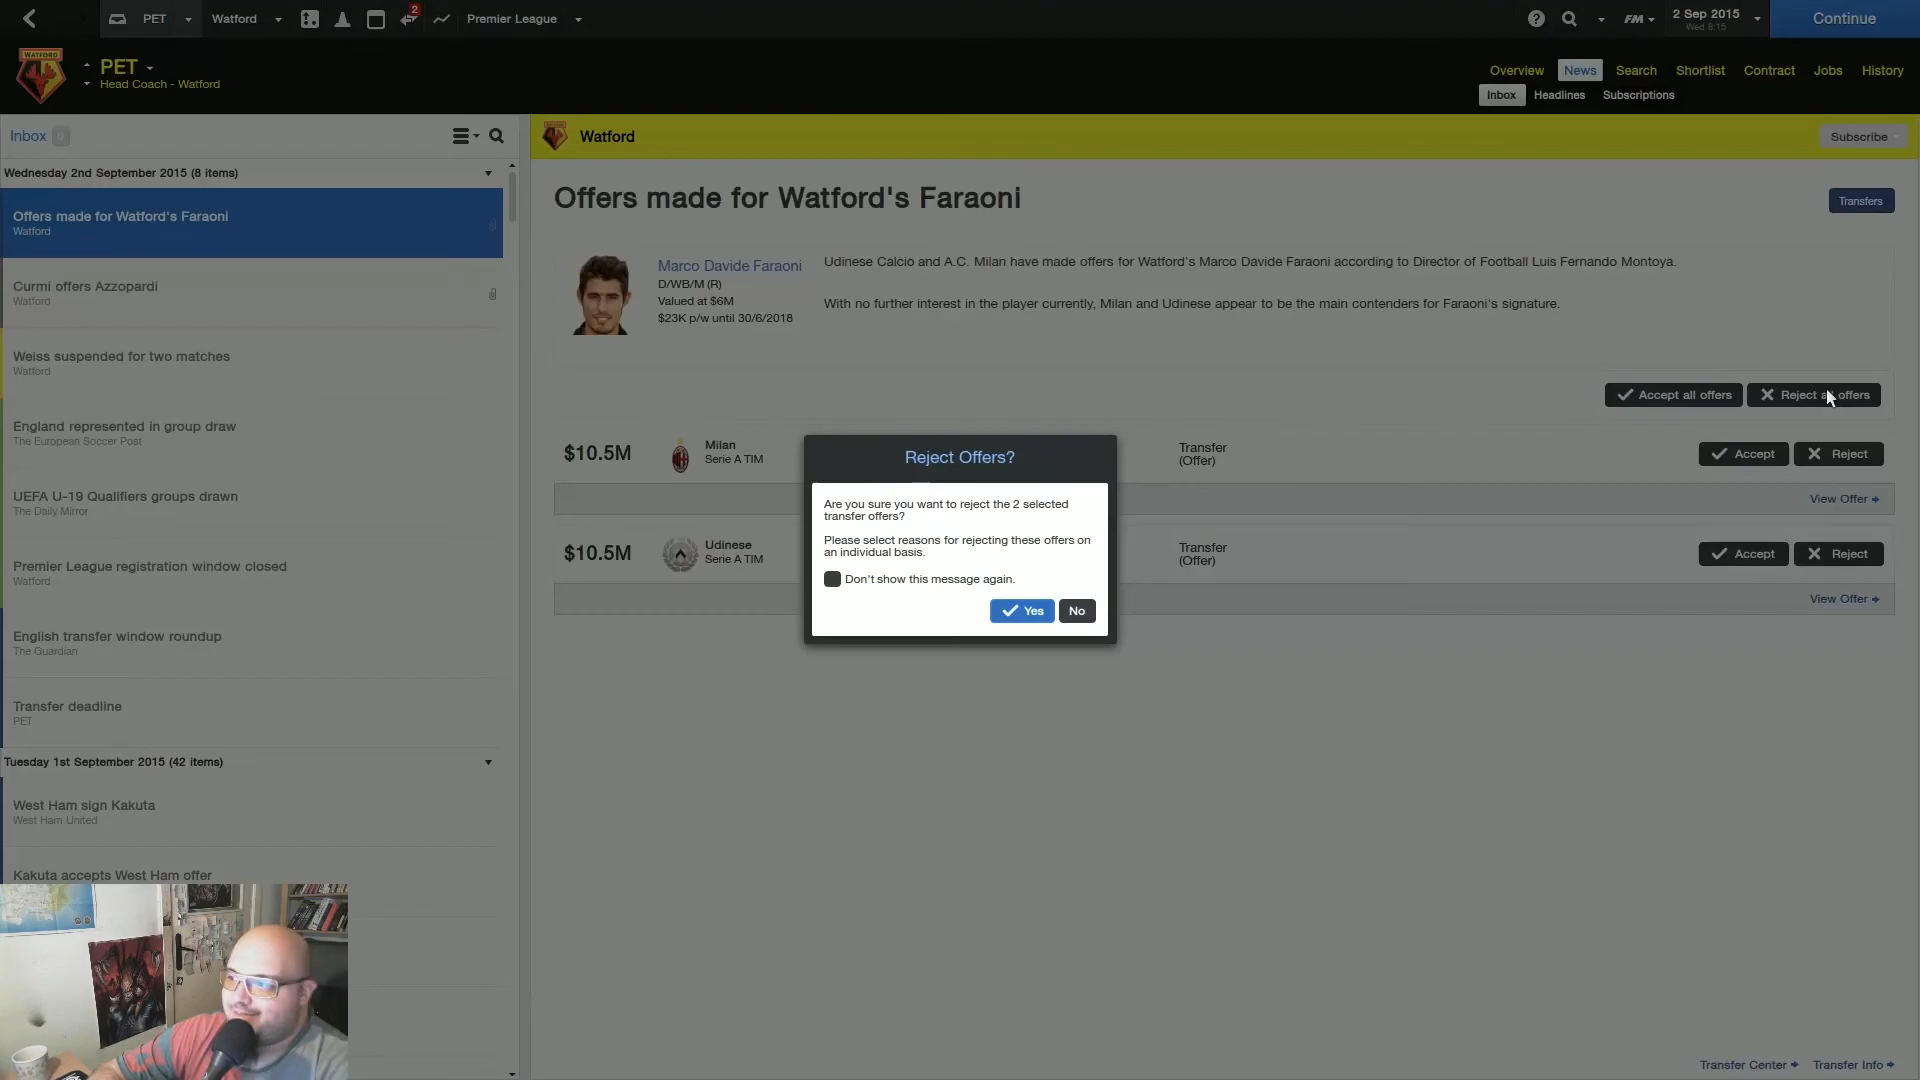 PET
Watford
2
Premier League
FM
2 Sep 2015
Wed 8:15
Continue
WATFORD
PET
Head Coach - Watford
Overview
News
Search
Shortlist
Contract
Jobs
History
Inbox
Headlines
Subscriptions
Inbox 0
Wednesday 2nd September 2015 (8 items)
Offers made for Watford's Faraoni
Watford
Curmi offers Azzopardi
Watford
Weiss suspended for two matches
Watford
England represented in group draw
The European Soccer Post
UEFA U-19 Qualifiers groups drawn
The Daily Mirror
Premier League registration window closed
Watford
English transfer window roundup
The Guardian
Transfer deadline
PET
Tuesday 1st September 2015 (42 items)
West Ham sign Kakuta
West Ham United
Kakuta accepts West Ham offer
Watford
Subscribe
Offers made for Watford's Faraoni
Transfers
Marco Davide Faraoni
D/WB/M (R)
Valued at $6M
$23K p/w until 30/6/2018
Udinese Calcio and A.C. Milan have made offers for Watford's Marco Davide Faraoni according to Director of Football Luis Fernando Montoya.
With no further interest in the player currently, Milan and Udinese appear to be the main contenders for Faraoni's signature.
Accept all offers
Reject all offers
$10.5M
Milan
Serie A TIM
Transfer
(Offer)
Accept
Reject
View Offer
$10.5M
Udinese
Serie A TIM
Transfer
(Offer)
Accept
Reject
View Offer
Reject Offers?
Are you sure you want to reject the 2 selected
transfer offers?
Please select reasons for rejecting these offers on
an individual basis.
Don't show this message again.
Yes
No
Transfer Center
Transfer Info